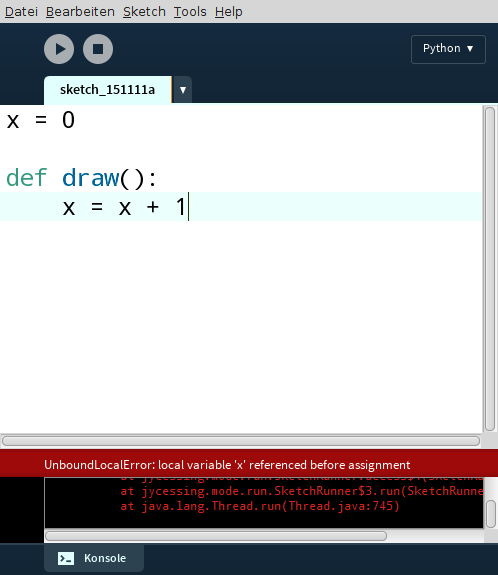 Datei Bearbeiten Sketch Tools Help
Python ▾
sketch_151111a ▾
x = 0
def draw():
    x = x + 1
UnboundLocalError: local variable 'x' referenced before assignment
at jycessing.mode.run.SketchRunner$3.run(SketchRunne
at java.lang.Thread.run(Thread.java:745)
Konsole